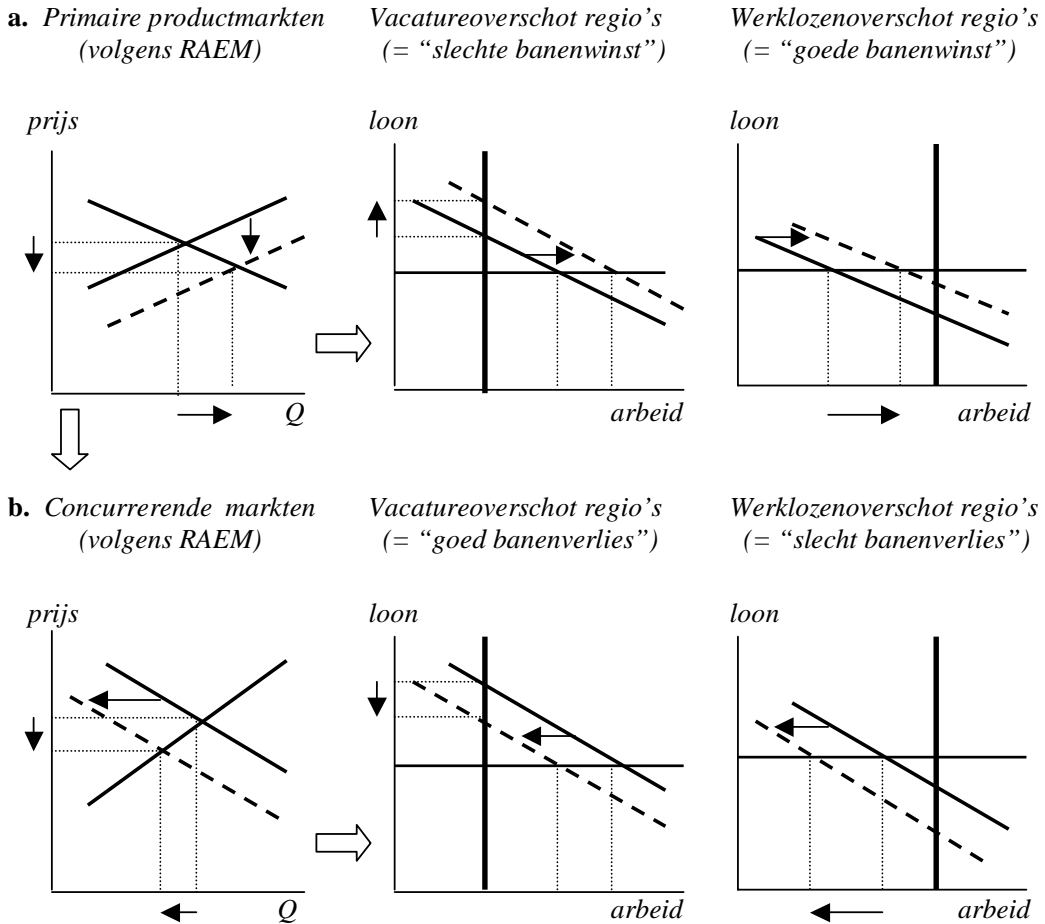 a. Primaire productmarkten
(volgens RAEM)
Vacatureoverschot regio's
(= “slechte banenwinst”)
Werklozenoverschot regio's
(= “goede banenwinst”)
prijs
loon
loon
Q
arbeid
arbeid
b. Concurrerende markten
(volgens RAEM)
Vacatureoverschot regio's
(= “goed banenverlies”)
Werklozenoverschot regio's
(= “slecht banenverlies”)
prijs
loon
loon
Q
arbeid
arbeid